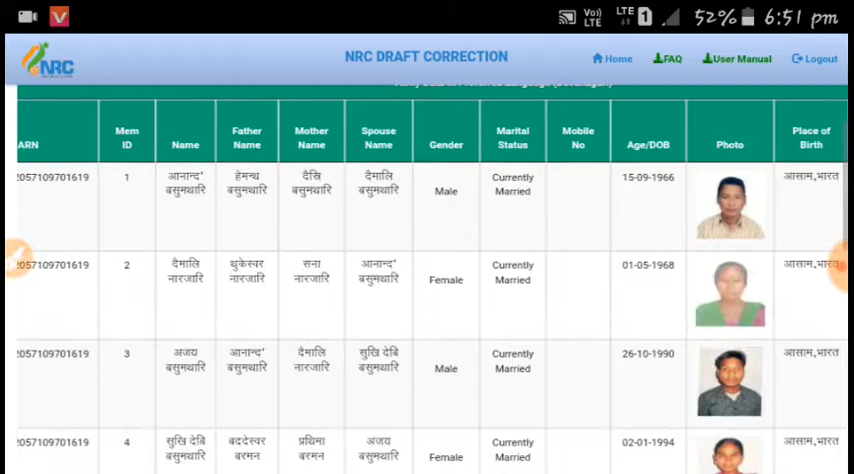 Vo)) LTE LTE 1 52% 6:51 pm
NRC
NRC DRAFT CORRECTION
Home FAQ User Manual Logout
ARN Mem ID Name Father Name Mother Name Spouse Name Gender Marital Status Mobile No Age/DOB Photo Place of Birth
2057109701619 1 आनान्द' बसुमथारि हेमन्थ बसुमथारि दैस्रि बसुमथारि दैमालि बसुमथारि Male Currently Married 15-09-1966 आसाम,भारत
2057109701619 2 दैमालि नारजारि थुकेस्वर नारजारि सना नारजारि आनान्द' बसुमथारि Female Currently Married 01-05-1968 आसाम,भारत
2057109701619 3 अजय बसुमथारि आनान्द' बसुमथारि दैमालि नारजारि सुखि देबि बसुमथारि Male Currently Married 26-10-1990 आसाम,भारत
2057109701619 4 सुखि देबि बसुमथारि बददेस्वर बरमन प्रथिमा बरमन अजय बसुमथारि Female Currently Married 02-01-1994 आसाम,भारत